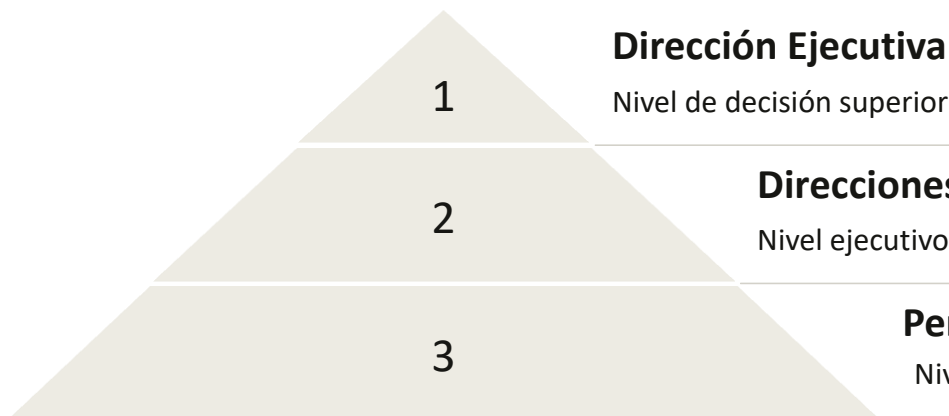 1
Dirección Ejecutiva
Nivel de decisión superior
2
Direcciones
Nivel ejecutivo
3